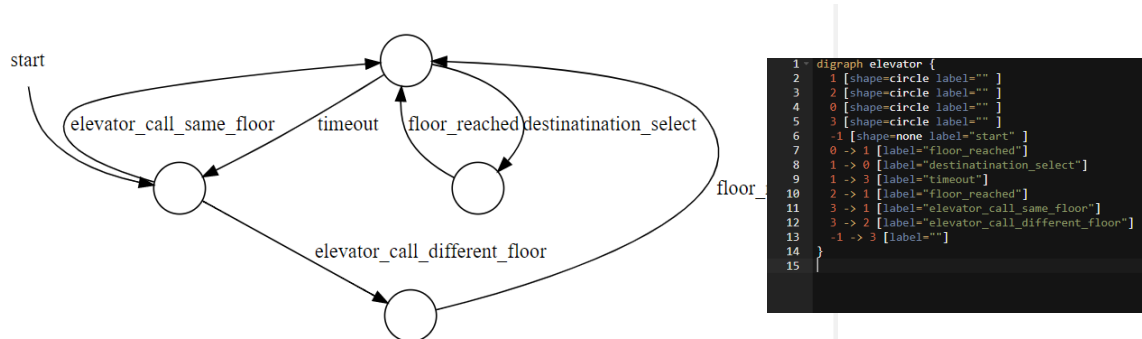 start
elevator_call_same_floor
timeout
floor_reached
destinatination_select
elevator_call_different_floor
1 digraph elevator {
2 1 [shape=circle label="" ]
3 2 [shape=circle label="" ]
4 0 [shape=circle label="" ]
5 3 [shape=circle label="" ]
6 -1 [shape=none label="start" ]
7 0 -> 1 [label="floor_reached"]
8 1 -> 0 [label="destinatination_select"]
9 1 -> 3 [label="timeout"]
10 2 -> 1 [label="floor_reached"]
11 3 -> 1 [label="elevator_call_same_floor"]
12 3 -> 2 [label="elevator_call_different_floor"]
13 -1 -> 3 [label=""]
14 }
15